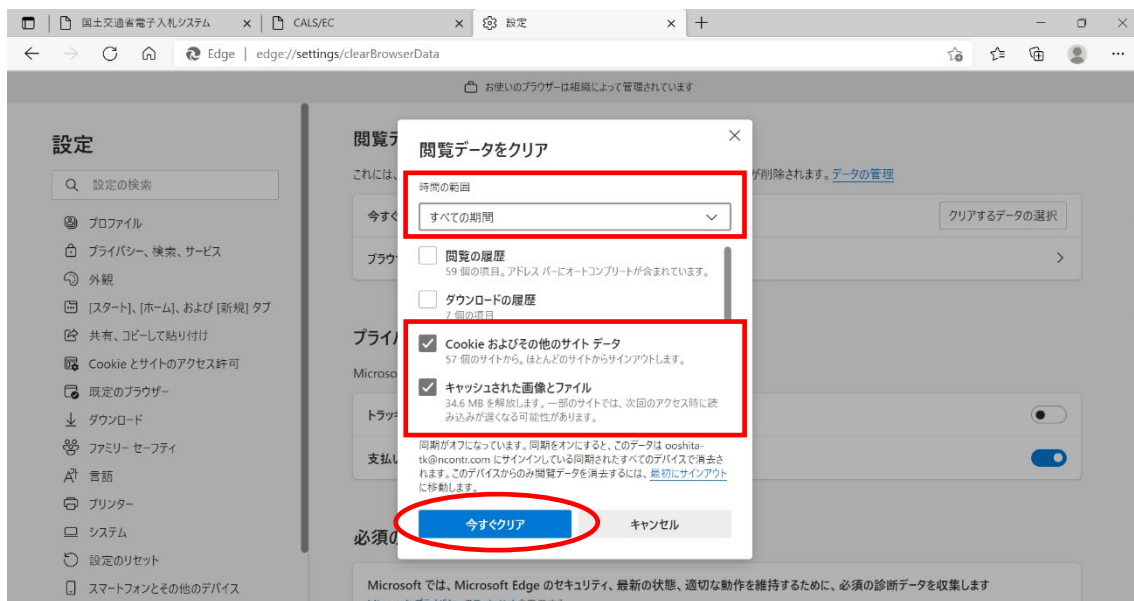 国土交通省電子入札システム
CALS/EC
設定
Edge
edge://settings/clearBrowserData
お使いのブラウザーは組織によって管理されています
設定
設定の検索
プロファイル
プライバシー、検索、サービス
外観
[スタート]、[ホーム]、および [新規] タブ
共有、コピーして貼り付け
Cookie とサイトのアクセス許可
既定のブラウザー
ダウンロード
ファミリー セーフティ
言語
プリンター
システム
設定のリセット
スマートフォンとその他のデバイス
閲覧デ
これには、
が削除されます。データの管理
今すぐ
クリアするデータの選択
ブラウ
プライ
Microso
トラッ
支払い
必須の
Microsoft では、Microsoft Edge のセキュリティ、最新の状態、適切な動作を維持するために、必須の診断データを収集します
閲覧データをクリア
時間の範囲
すべての期間
閲覧の履歴
59 個の項目。アドレス バーにオートコンプリートが含まれています。
ダウンロードの履歴
7 個の項目
Cookie およびその他のサイト データ
57 個のサイトから。ほとんどのサイトからサインアウトします。
キャッシュされた画像とファイル
34.6 MB を解放します。一部のサイトでは、次回のアクセス時に読
み込みが遅くなる可能性があります。
同期がオフになっています。同期をオンにすると、このデータは ooshita-
tk@ncontr.com にサインインしている同期されたすべてのデバイスで消去さ
れます。このデバイスからのみ閲覧データを消去するには、最初にサインアウト
に移動します。
今すぐクリア
キャンセル